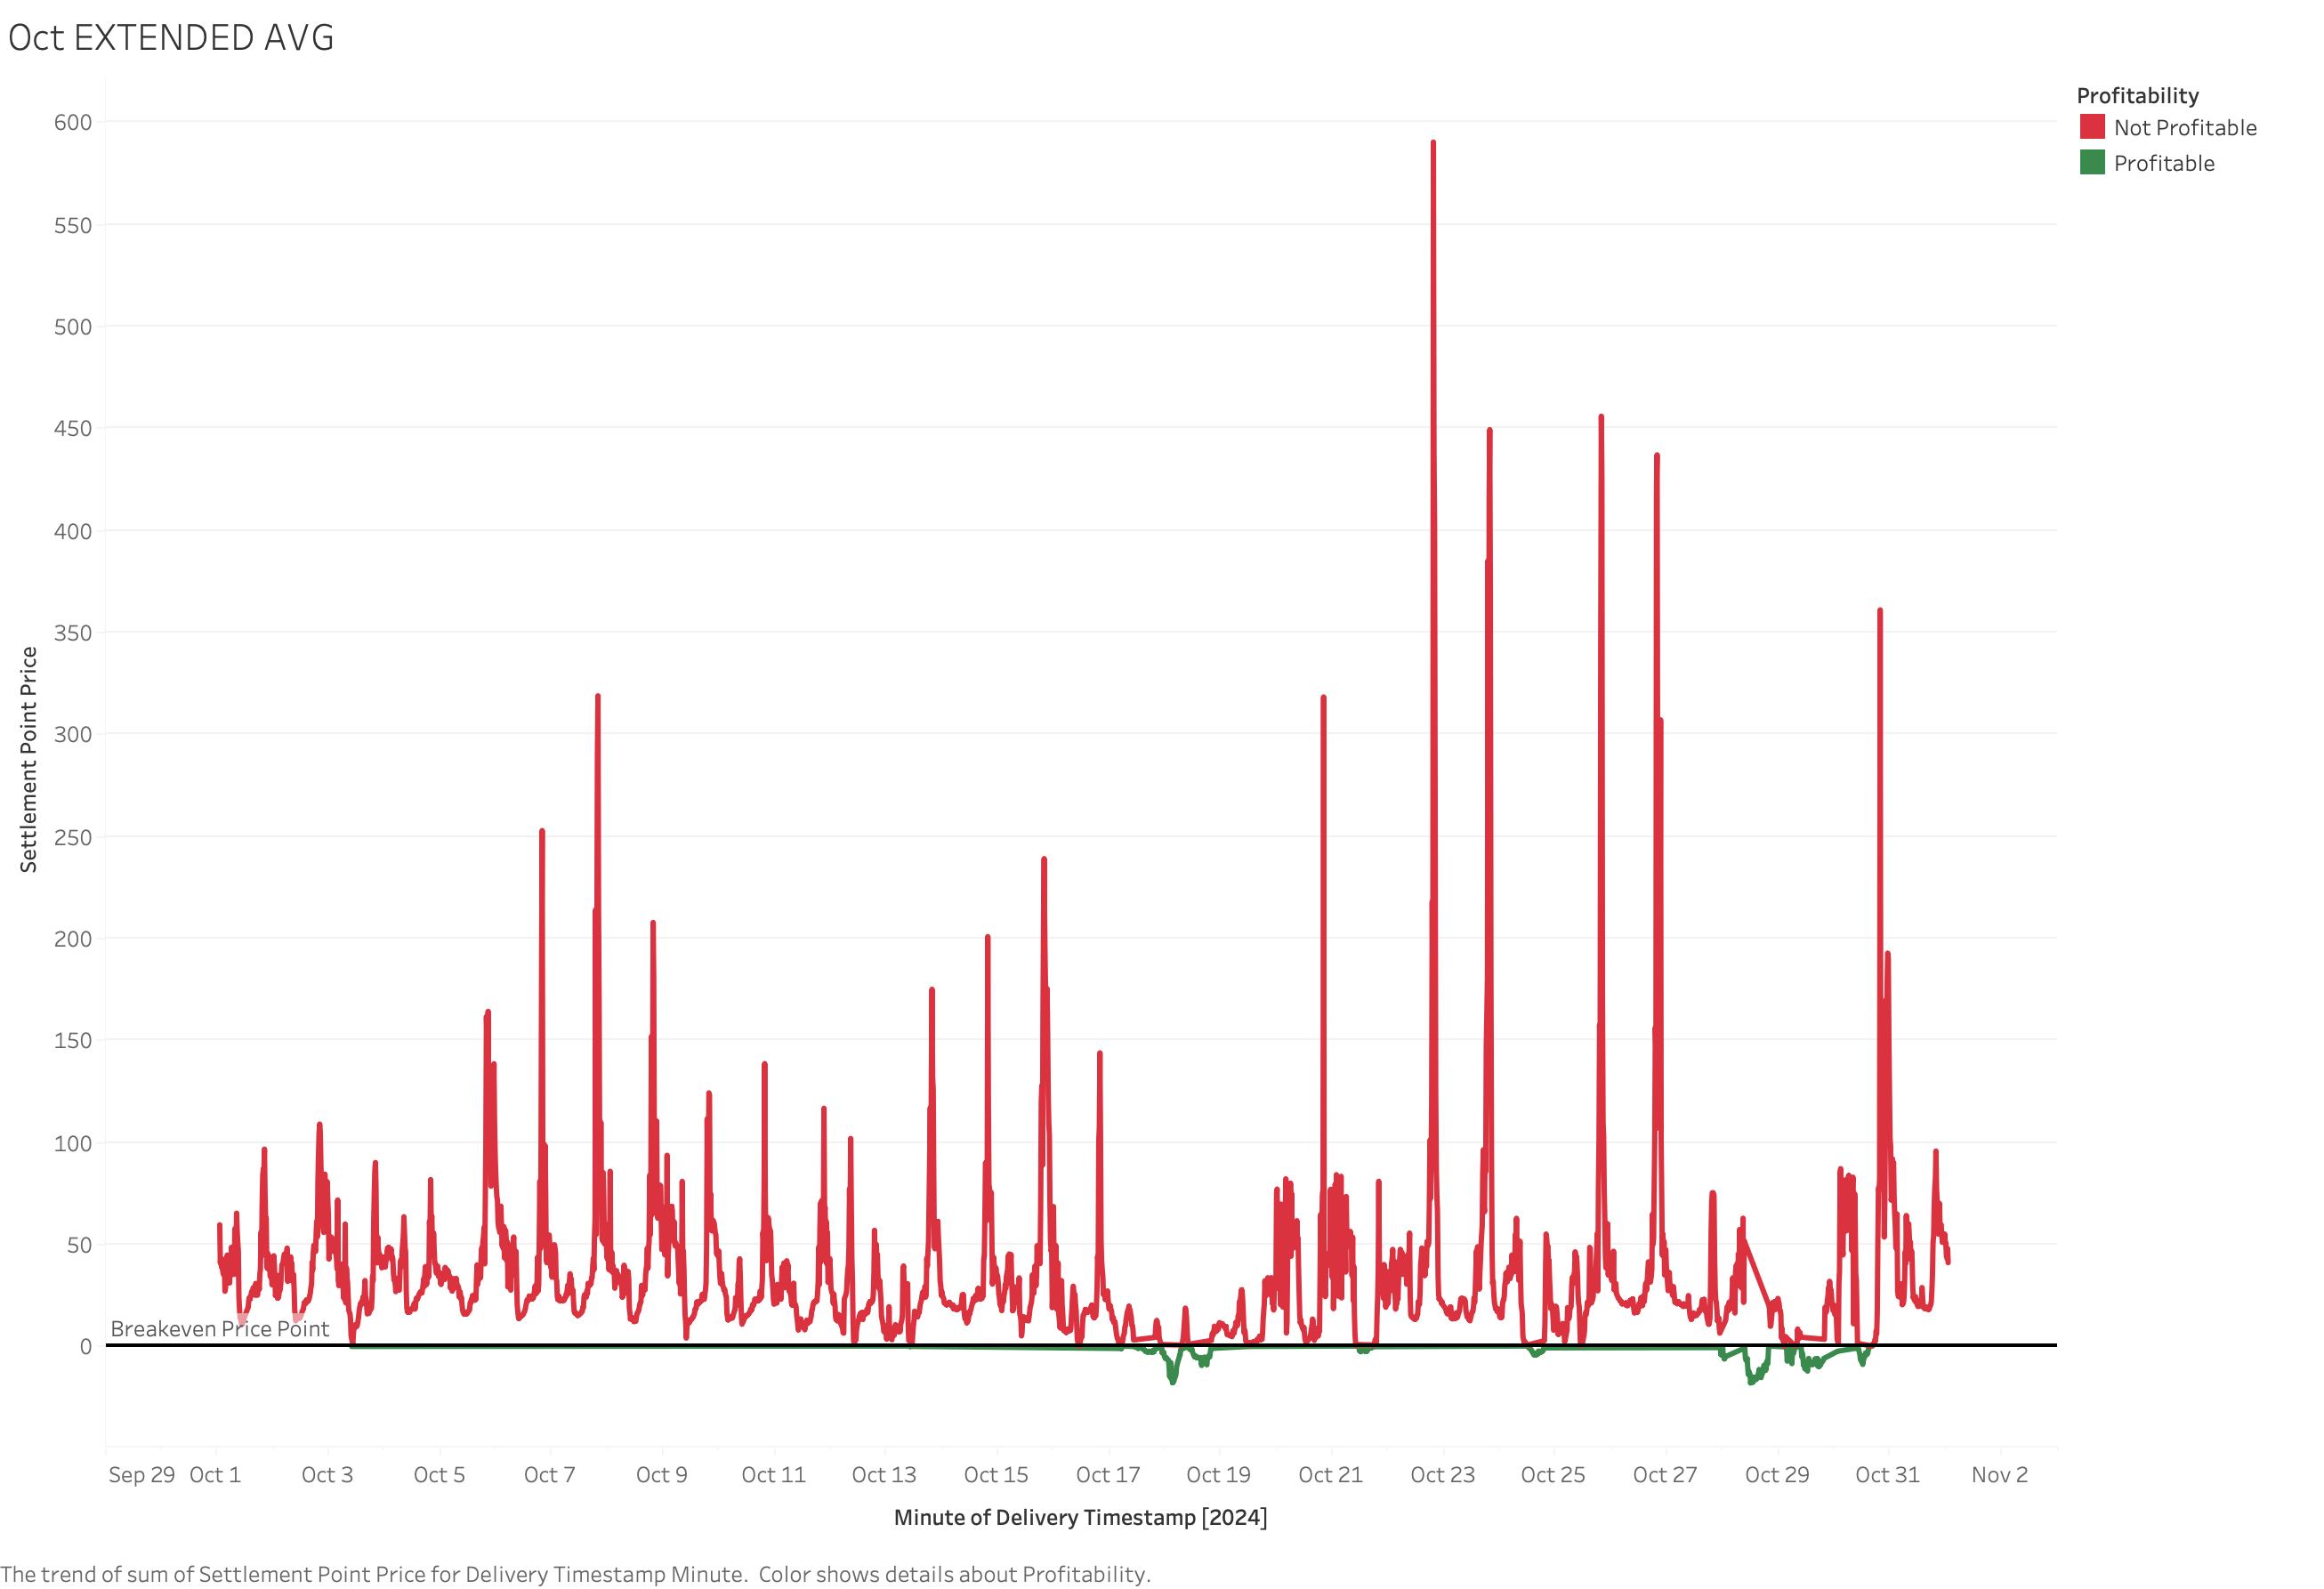 Oct EXTENDED AVG
Profitability
Not Profitable
Profitable
600
550
500
450
400
350
300
250
200
150
100
50
0
Settlement Point Price
Breakeven Price Point
Sep 29 Oct 1 Oct 3 Oct 5 Oct 7 Oct 9 Oct 11 Oct 13 Oct 15 Oct 17 Oct 19 Oct 21 Oct 23 Oct 25 Oct 27 Oct 29 Oct 31 Nov 2
Minute of Delivery Timestamp [2024]
The trend of sum of Settlement Point Price for Delivery Timestamp Minute.  Color shows details about Profitability.